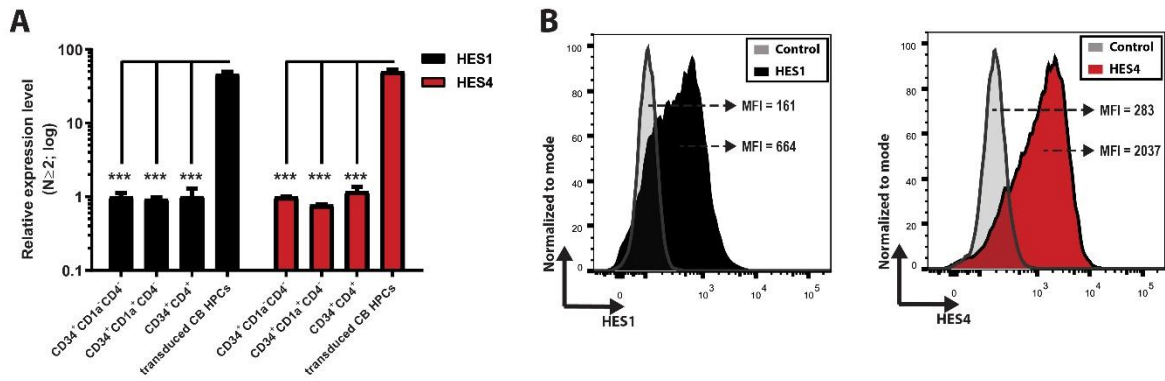 A
Relative expression level
(N≥2; log)
100
10
1
0.1
***
***
***
***
***
***
HES1
HES4
CD34⁺CD1a⁻CD4⁻
CD34⁺CD1a⁺CD4⁻
CD34⁺CD4⁺
transduced CB HPCs
CD34⁺CD1a⁻CD4⁻
CD34⁺CD1a⁺CD4⁻
CD34⁺CD4⁺
transduced CB HPCs
B
Normalized to mode
100
80
60
40
20
0
Control
HES1
MFI = 161
MFI = 664
0
10³
10⁴
10⁵
HES1
Normalized to mode
100
80
60
40
20
0
Control
HES4
MFI = 283
MFI = 2037
0
10³
10⁴
10⁵
HES4